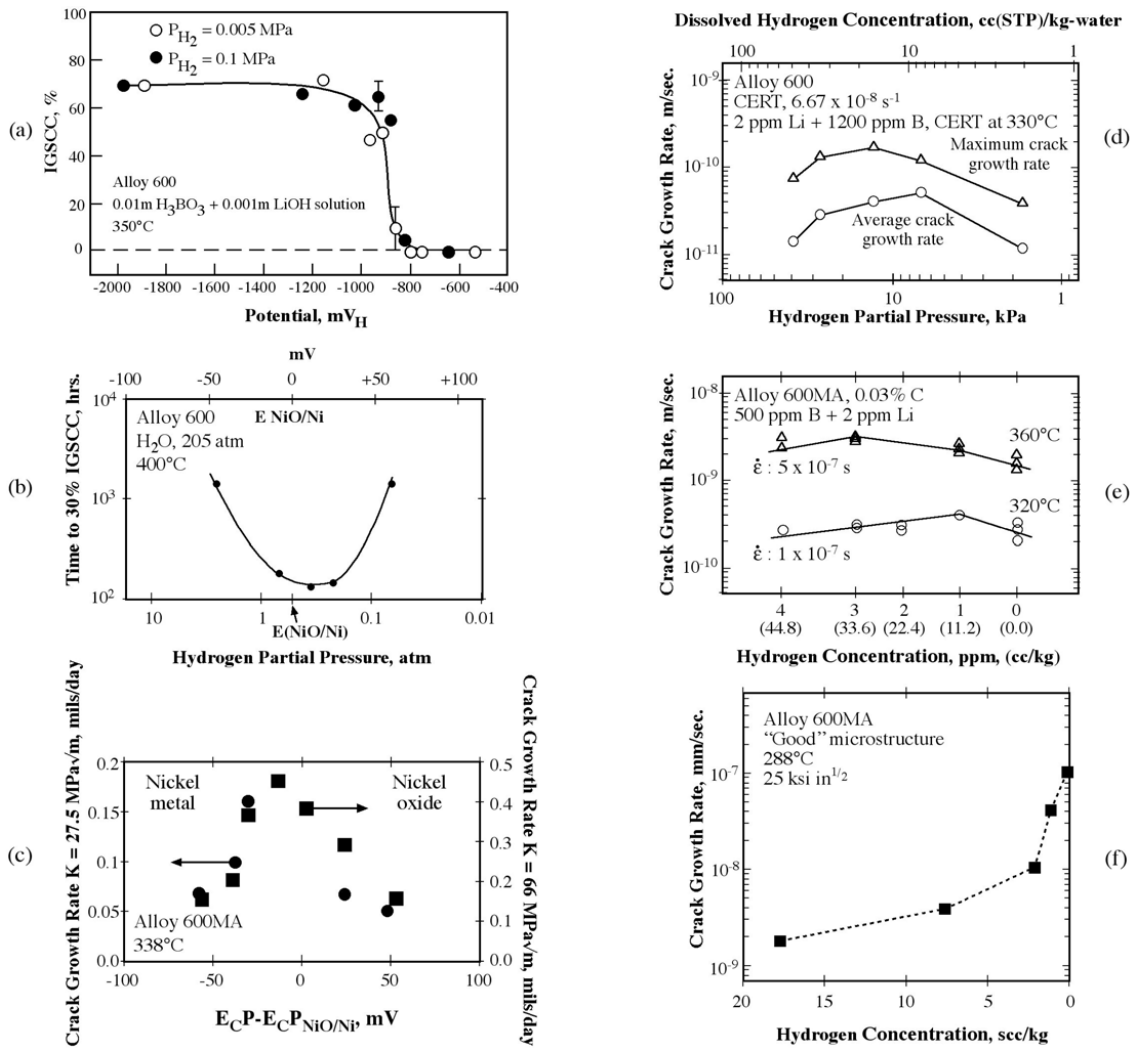 (a)
IGSCC, %
100
80
60
40
20
0
P_H2 = 0.005 MPa
P_H2 = 0.1 MPa
Alloy 600
0.01m H3BO3 + 0.001m LiOH solution
350°C
-2000 -1600 -1200 -1000 -800 -600 -400
Potential, mV_H
(b)
mV
-100 -50 0 +50 +100
Time to 30% IGSCC, hrs.
10^4
10^3
10^2
Alloy 600
H2O, 205 atm
400°C
E NiO/Ni
10 1 0.1 0.01
E(NiO/Ni)
Hydrogen Partial Pressure, atm
(c)
Crack Growth Rate K = 27.5 MPa√m, mils/day
0.2
0.15
0.1
0.05
0.0
Nickel
metal
Nickel
oxide
Alloy 600MA
338°C
0.5
0.4
0.3
0.2
0.1
0.0
Crack Growth Rate K = 66 MPa√m, mils/day
-100 -50 0 50 100
E_CP-E_CP_NiO/Ni, mV
(d)
Dissolved Hydrogen Concentration, cc(STP)/kg-water
100 10 1
Crack Growth Rate, m/sec.
10^-9
10^-10
10^-11
Alloy 600
CERT, 6.67 x 10^-8 s^-1
2 ppm Li + 1200 ppm B, CERT at 330°C
Maximum crack
growth rate
Average crack
growth rate
100 10 1
Hydrogen Partial Pressure, kPa
(e)
Crack Growth Rate, m/sec.
10^-8
10^-9
10^-10
Alloy 600MA, 0.03% C
500 ppm B + 2 ppm Li
360°C
ε̇ : 5 x 10^-7 s
320°C
ε̇ : 1 x 10^-7 s
4 3 2 1 0
(44.8) (33.6) (22.4) (11.2) (0.0)
Hydrogen Concentration, ppm, (cc/kg)
(f)
Crack Growth Rate, mm/sec.
10^-7
10^-8
10^-9
Alloy 600MA
“Good” microstructure
288°C
25 ksi in^1/2
20 15 10 5 0
Hydrogen Concentration, scc/kg